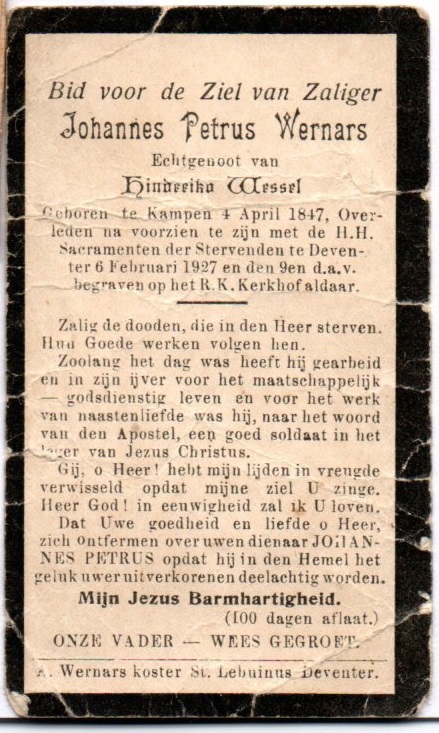 Bid voor de Ziel van Zaliger
Johannes Petrus Wernars
Echtgenoot van
Hinderika Wessel
Geboren te Kampen 4 April 1847, Over-
leden na voorzien te zijn met de H.H.
Sacramenten der Stervenden te Deven-
ter 6 Februari 1927 en den 9en d.a.v.
begraven op het R.K. Kerkhof aldaar.
Zalig de dooden, die in den Heer sterven.
Hun Goede werken volgen hen.
Zoolang het dag was heeft hij gearbeid
en in zijn ijver voor het maatschappelijk
— godsdienstig leven en voor het werk
van naastenliefde was hij, naar het woord
van den Apostel, een goed soldaat in het
leger van Jezus Christus.
Gij, o Heer! hebt mijn lijden in vreugde
verwisseld opdat mijne ziel U zinge.
Heer God! in eeuwigheid zal ik U loven.
Dat Uwe goedheid en liefde o Heer,
zich ontfermen over uwen dienaar JOHAN-
NES PETRUS opdat hij in den Hemel het
geluk uwer uitverkorenen deelachtig worden.
Mijn Jezus Barmhartigheid.
(100 dagen aflaat.)
ONZE VADER — WEES GEGROET.
A. Wernars koster St. Lebuinus Deventer.